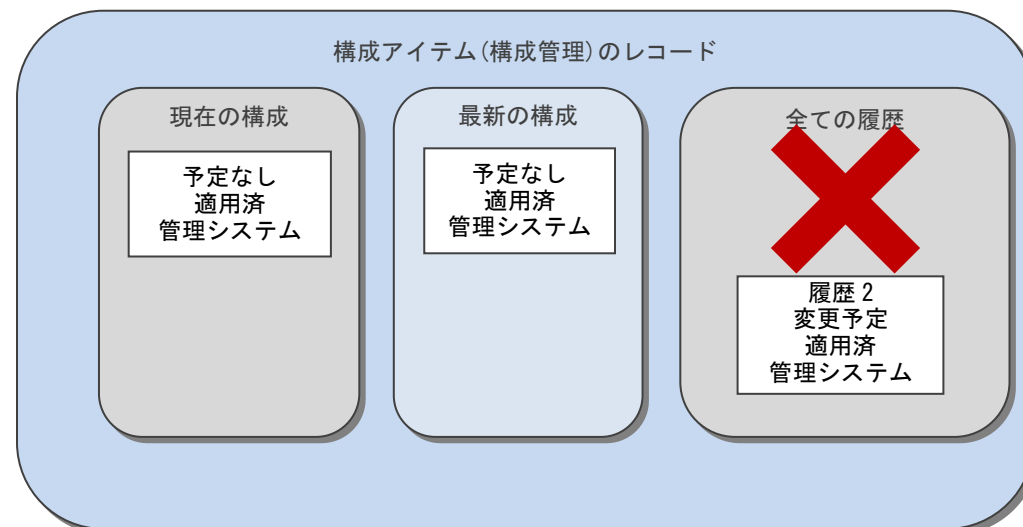 構成アイテム(構成管理)のレコード
現在の構成
予定なし
適用済
管理システム
最新の構成
予定なし
適用済
管理システム
全ての履歴
履歴2
変更予定
適用済
管理システム